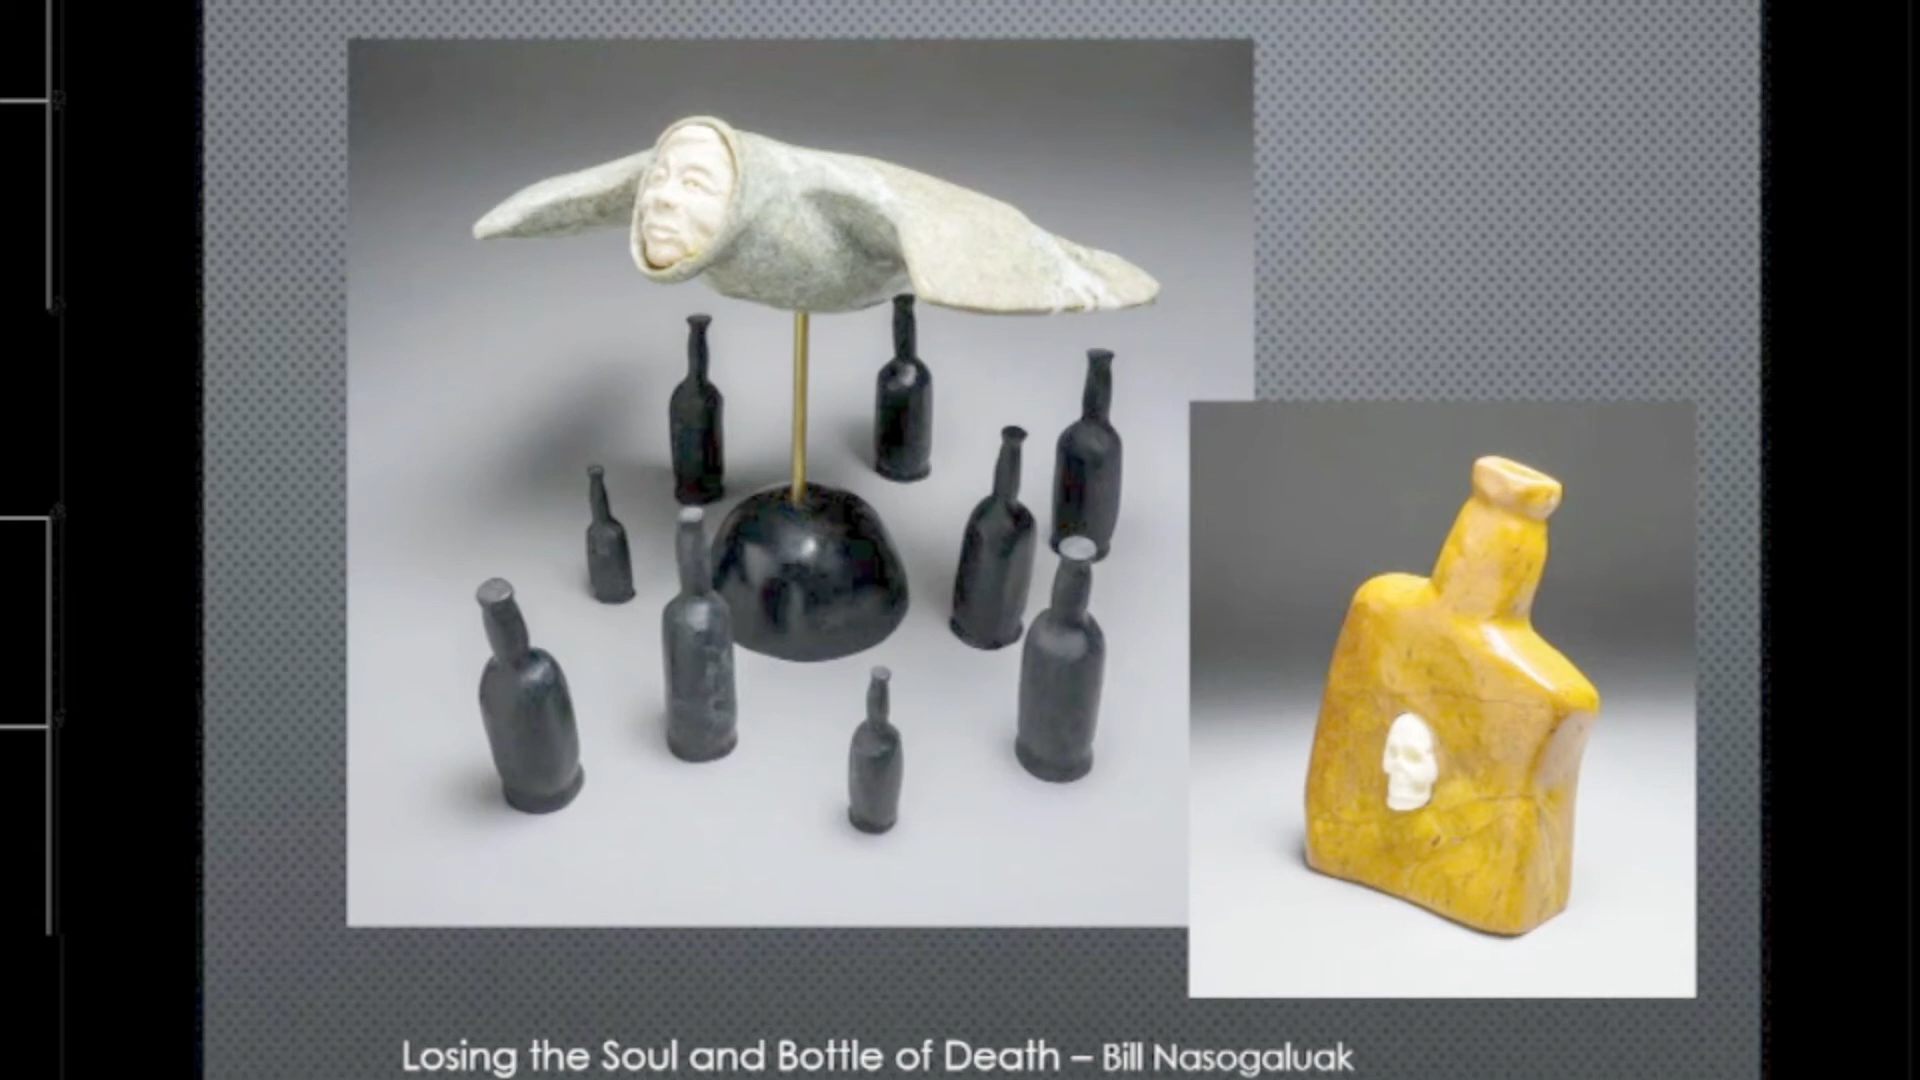 Losing the Soul and Bottle of Death – Bill Nasogaluak